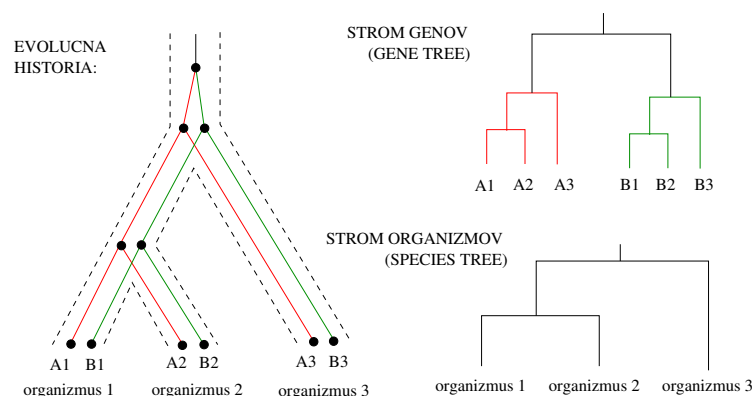 EVOLUCNA
HISTORIA:
A1 B1 A2 B2 A3 B3
organizmus 1 organizmus 2 organizmus 3
STROM GENOV
(GENE TREE)
A1 A2 A3 B1 B2 B3
STROM ORGANIZMOV
(SPECIES TREE)
organizmus 1 organizmus 2 organizmus 3